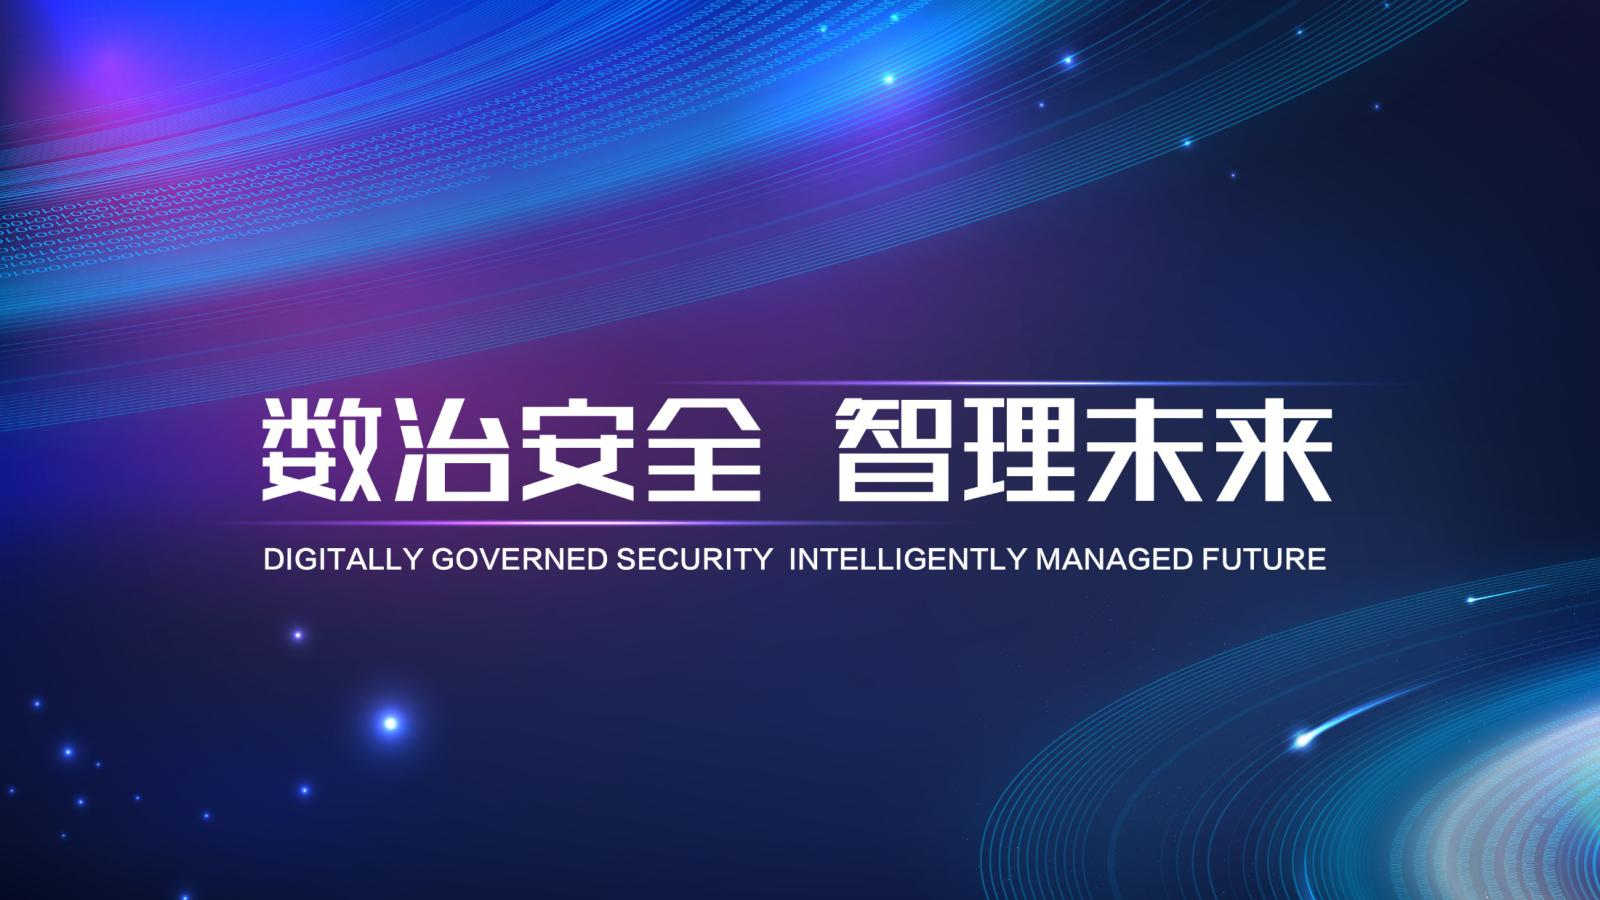 数治安全 智理未来
DIGITALLY GOVERNED SECURITY INTELLIGENTLY MANAGED FUTURE